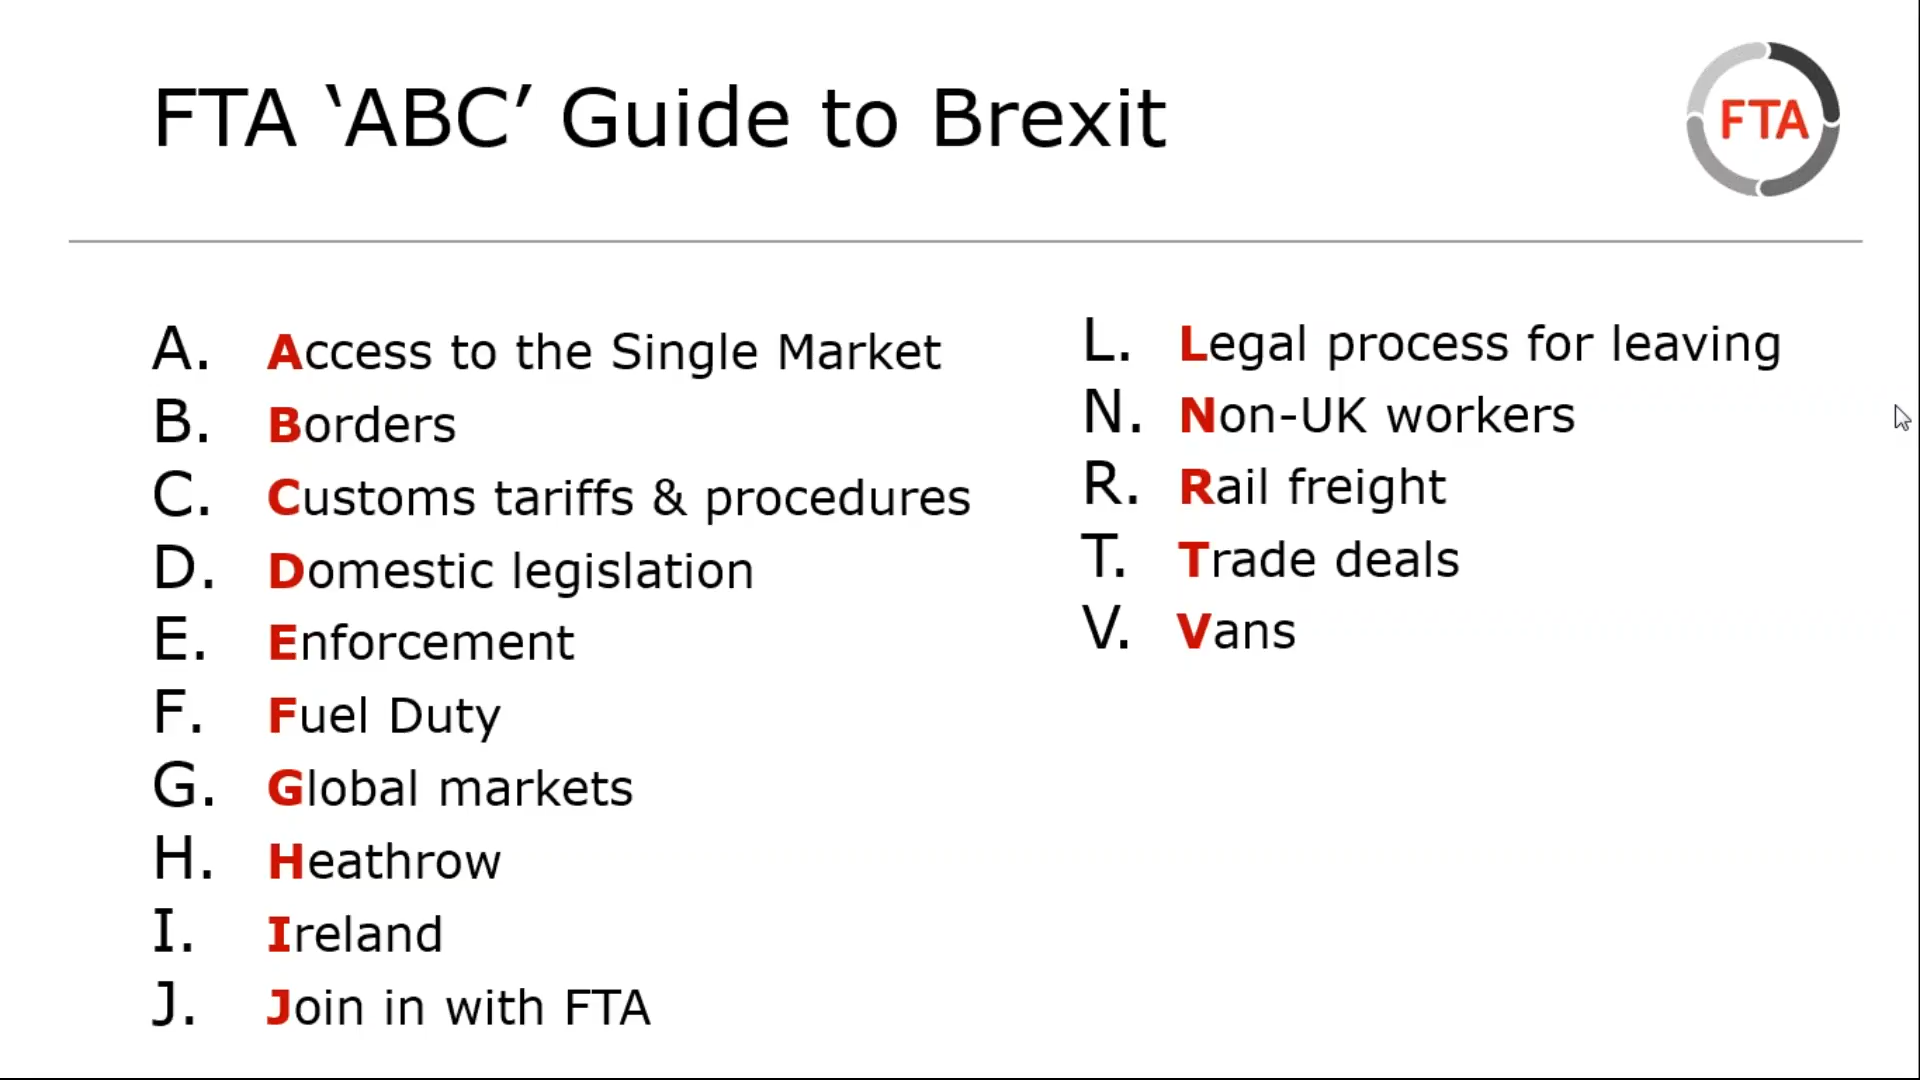 FTA ‘ABC’ Guide to Brexit
FTA
A. Access to the Single Market
B. Borders
C. Customs tariffs & procedures
D. Domestic legislation
E. Enforcement
F. Fuel Duty
G. Global markets
H. Heathrow
I. Ireland
J. Join in with FTA
L. Legal process for leaving
N. Non-UK workers
R. Rail freight
T. Trade deals
V. Vans